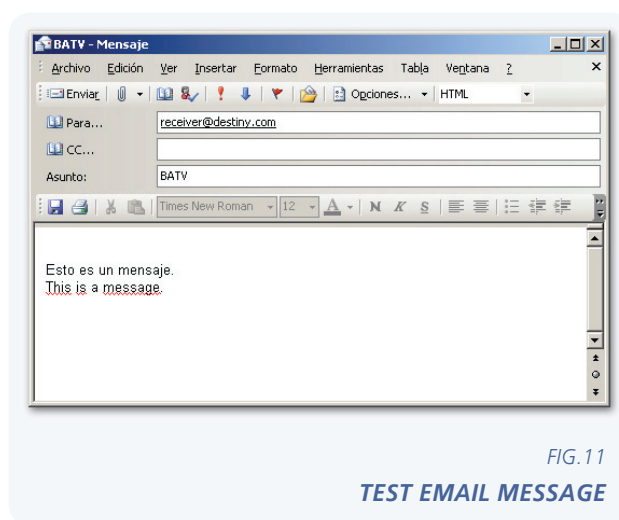 BATV - Mensaje
Archivo Edición Ver Insertar Formato Herramientas Tabla Ventana ?
Enviar Opciones... HTML
Para... receiver@destiny.com
CC...
Asunto: BATV
Times New Roman 12 A N K S
Esto es un mensaje.
This is a message.
FIG.11
TEST EMAIL MESSAGE